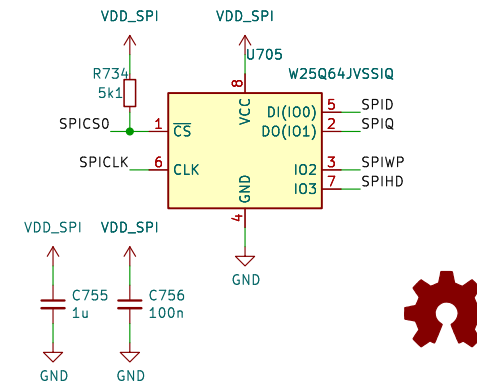 VDD_SPI
VDD_SPI
U705
R734
5k1
W25Q64JVSSIQ
8
VCC
SPICS0
1
CS
DI(IO0)
5
SPID
DO(IO1)
2
SPIQ
SPICLK
6
CLK
IO2
3
SPIWP
IO3
7
SPIHD
GND
4
GND
VDD_SPI
VDD_SPI
C755
1u
C756
100n
GND
GND